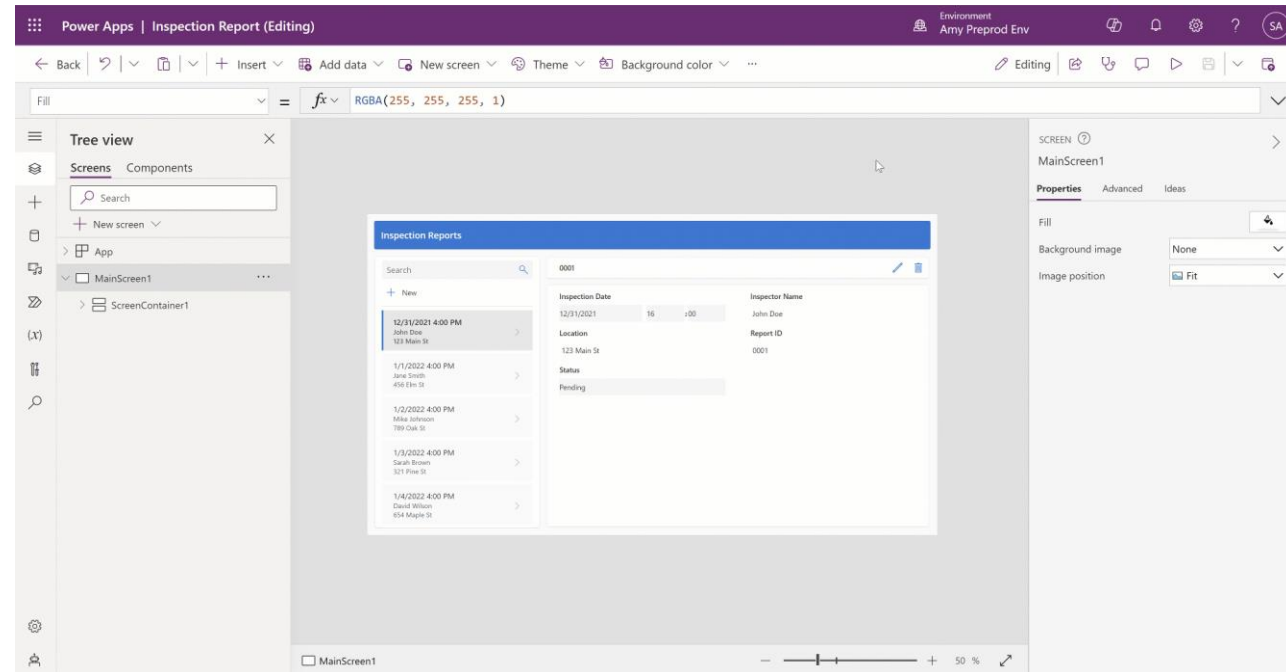 Power Apps | Inspection Report (Editing)
Environment
Amy Preprod Env
SA
Back
Insert
Add data
New screen
Theme
Background color
...
Editing
Fill
=
fx
RGBA(255, 255, 255, 1)
Tree view
Screens Components
Search
New screen
App
MainScreen1
...
ScreenContainer1
(x)
Inspection Reports
Search
+ New
12/31/2021 4:00 PM
John Doe
123 Main St
1/1/2022 4:00 PM
Jane Smith
456 Elm St
1/2/2022 4:00 PM
Mike Johnson
789 Oak St
1/3/2022 4:00 PM
Sarah Brown
321 Pine St
1/4/2022 4:00 PM
David Wilson
654 Maple St
0001
Inspection Date
12/31/2021 16 :00
Inspector Name
John Doe
Location
123 Main St
Report ID
0001
Status
Pending
SCREEN
MainScreen1
Properties Advanced Ideas
Fill
Background image None
Image position Fit
MainScreen1
50 %